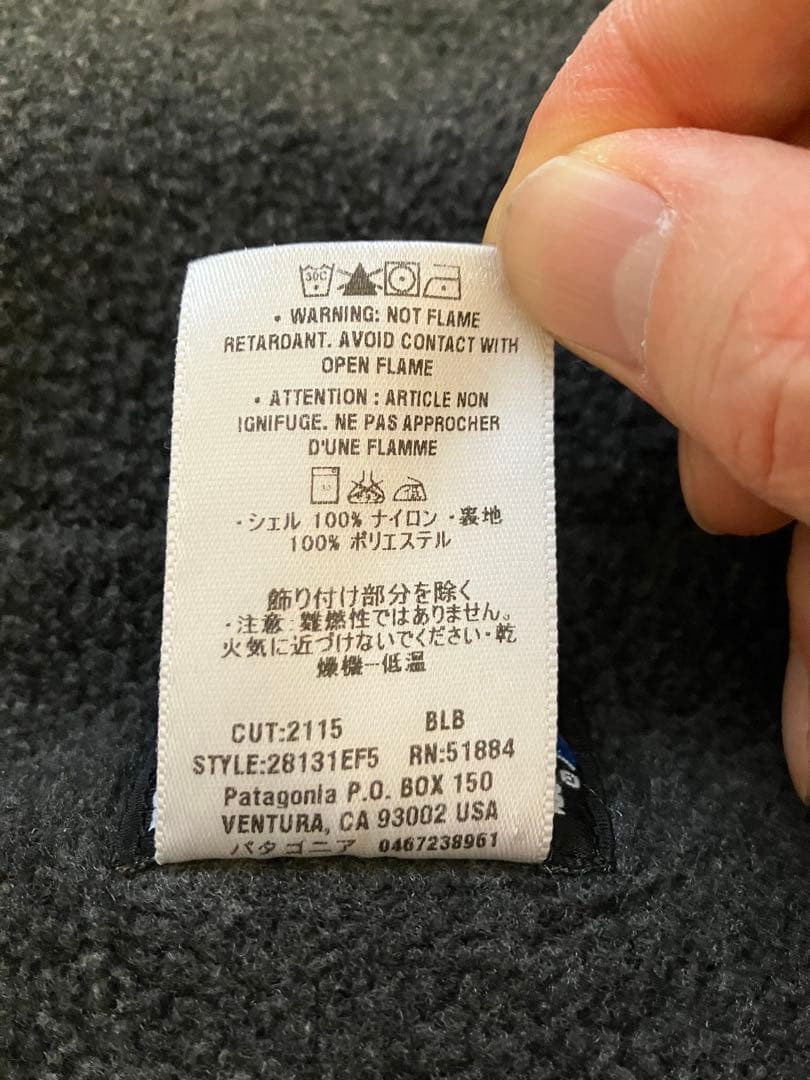 30C
• WARNING: NOT FLAME
RETARDANT. AVOID CONTACT WITH
OPEN FLAME
• ATTENTION : ARTICLE NON
IGNIFUGE. NE PAS APPROCHER
D'UNE FLAMME
・シェル 100% ナイロン・裏地
100% ポリエステル
飾り付け部分を除く
・注意:難燃性ではありません。
火気に近づけないでください・乾
燥機ー低温
CUT:2115 BLB
STYLE:28131EF5 RN:51884
Patagonia P.O. BOX 150
VENTURA, CA 93002 USA
パタゴニア 0467238961